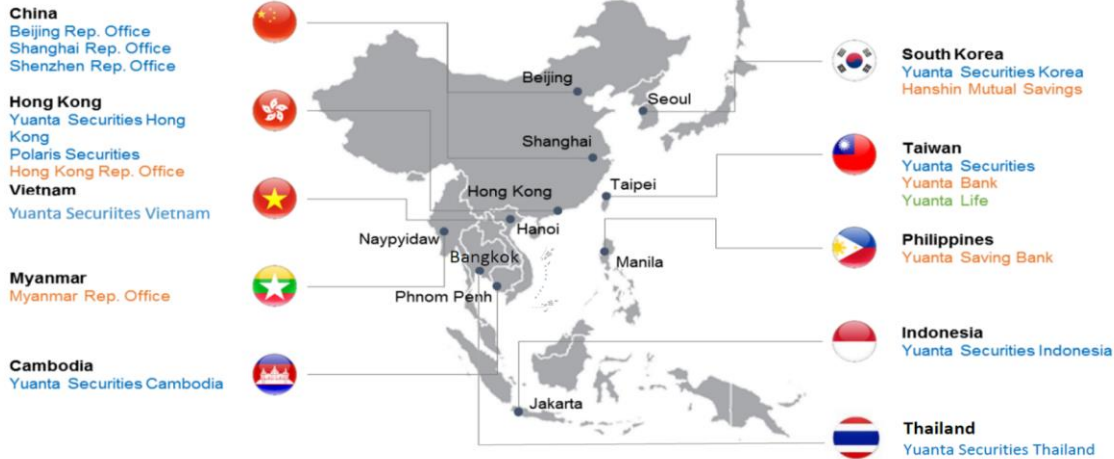 China
Beijing Rep. Office
Shanghai Rep. Office
Shenzhen Rep. Office
Hong Kong
Yuanta Securities Hong
Kong
Polaris Securities
Hong Kong Rep. Office
Vietnam
Yuanta Securiites Vietnam
Myanmar
Myanmar Rep. Office
Cambodia
Yuanta Securities Cambodia
Beijing
Seoul
Shanghai
Hong Kong
Taipei
Hanoi
Naypyidaw
Bangkok
Manila
Phnom Penh
Jakarta
South Korea
Yuanta Securities Korea
Hanshin Mutual Savings
Taiwan
Yuanta Securities
Yuanta Bank
Yuanta Life
Philippines
Yuanta Saving Bank
Indonesia
Yuanta Securities Indonesia
Thailand
Yuanta Securities Thailand